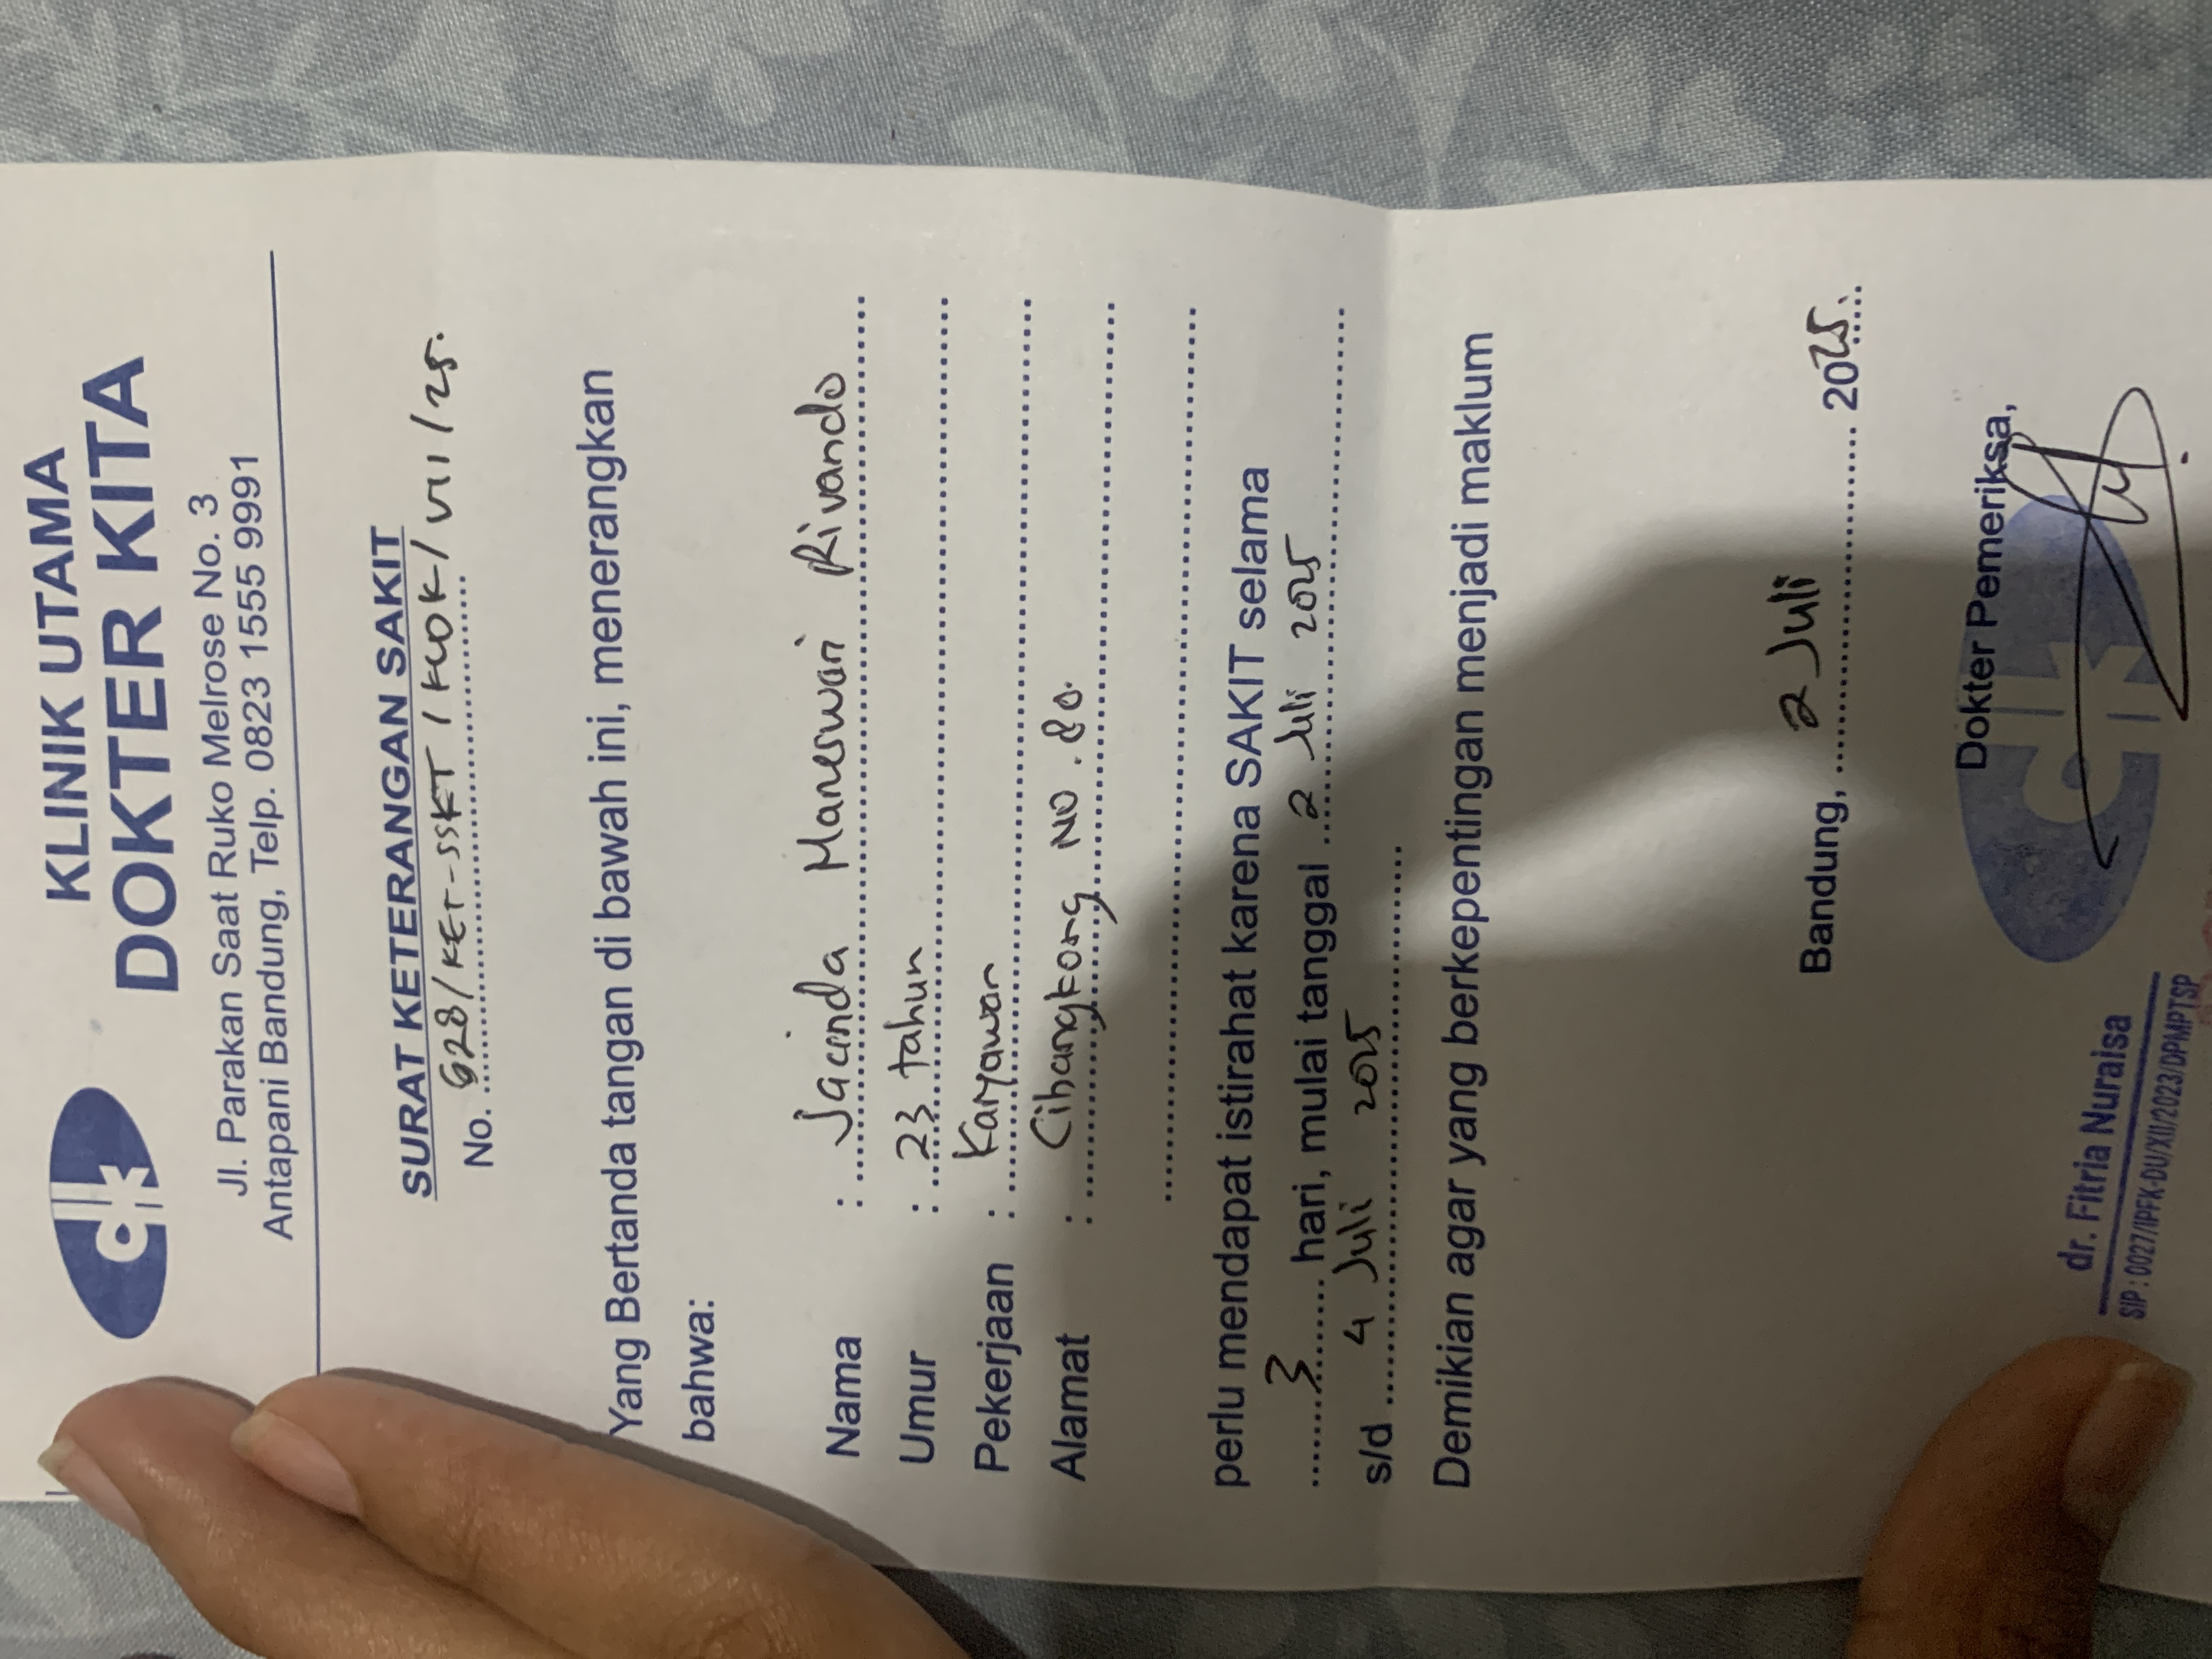 KLINIK UTAMA
DOKTER KITA
Jl. Parakan Saat Ruko Melrose No. 3
Antapani Bandung, Telp. 0823 1555 9991
SURAT KETERANGAN SAKIT
No. 628/KET-SSKT/KUDK/VII/25.
Yang Bertanda tangan di bawah ini, menerangkan
bahwa:
Nama : Jacinda Maneswari Rivando
Umur : 23 tahun
Pekerjaan : Karyawan
Alamat : Cibangkong NO. 80.
perlu mendapat istirahat karena SAKIT selama
3 hari, mulai tanggal 2 Juli 2025
s/d 4 Juli 2025
Demikian agar yang berkepentingan menjadi maklum
Bandung, 2 Juli 2025
Dokter Pemeriksa,
dr. Fitria Nuraisa
SIP : 0027/IPFK-DU/XII/2023/DPMPTSP